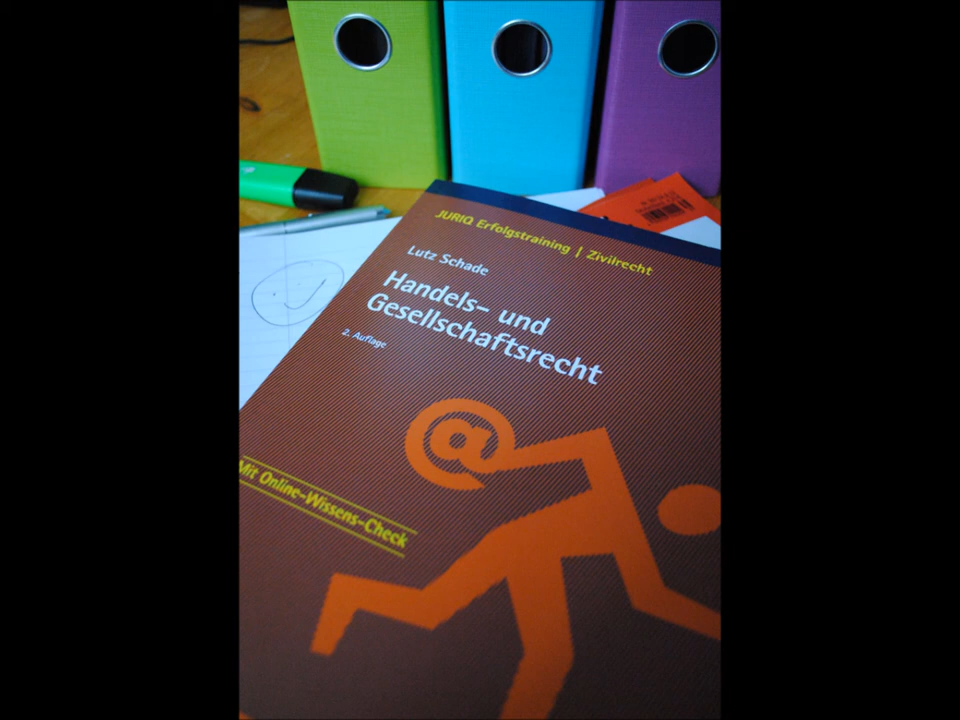 JURIQ Erfolgstraining | Zivilrecht
Lutz Schade
Handels- und
Gesellschaftsrecht
2. Auflage
@
Mit Online-Wissens-Check